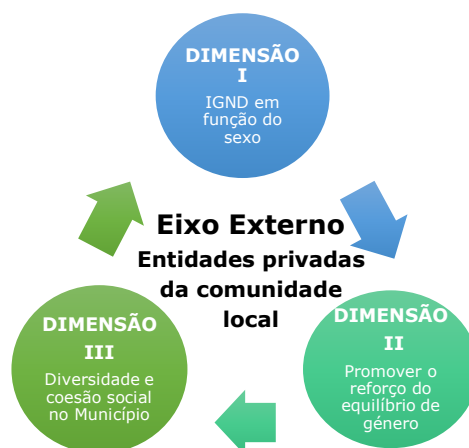 DIMENSÃO
I
IGND em
função do
sexo
Eixo Externo
Entidades privadas
da comunidade
local
DIMENSÃO
II
Promover o
reforço do
equilíbrio de
género
DIMENSÃO
III
Diversidade e
coesão social
no Município